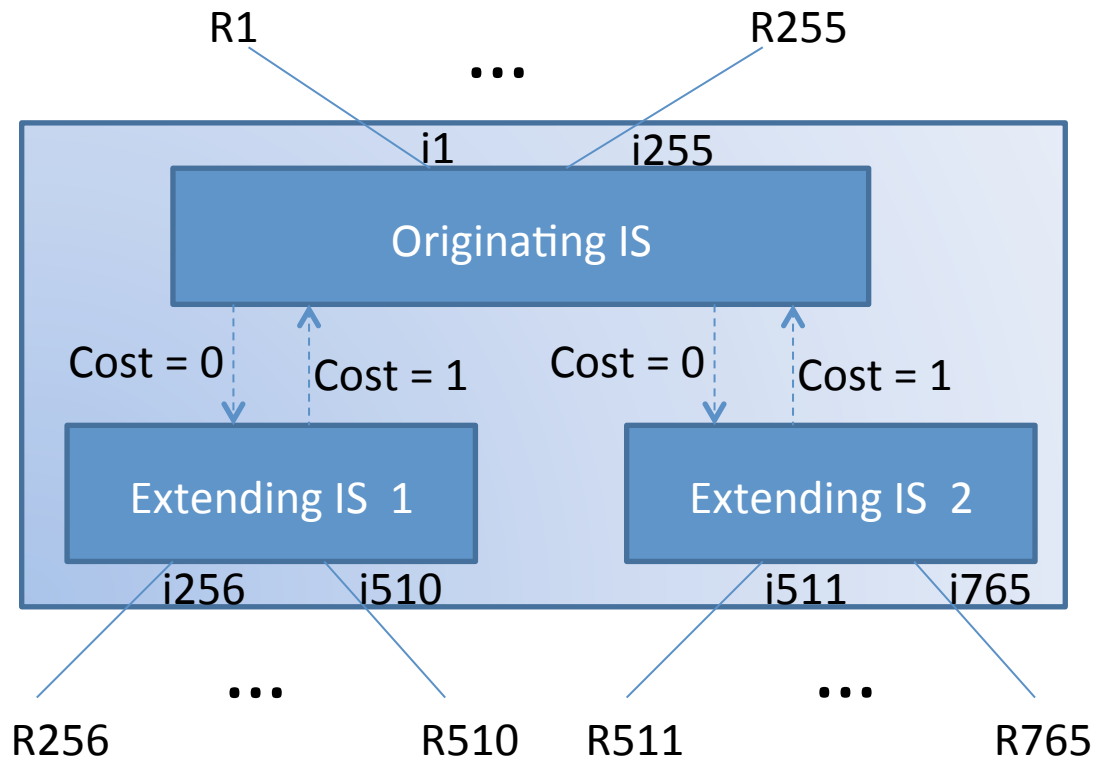 R1 R255
...
i1 i255
Originating IS
Cost = 0 Cost = 1 Cost = 0 Cost = 1
Extending IS 1 Extending IS 2
i256 i510 i511 i765
... ...
R256 R510 R511 R765